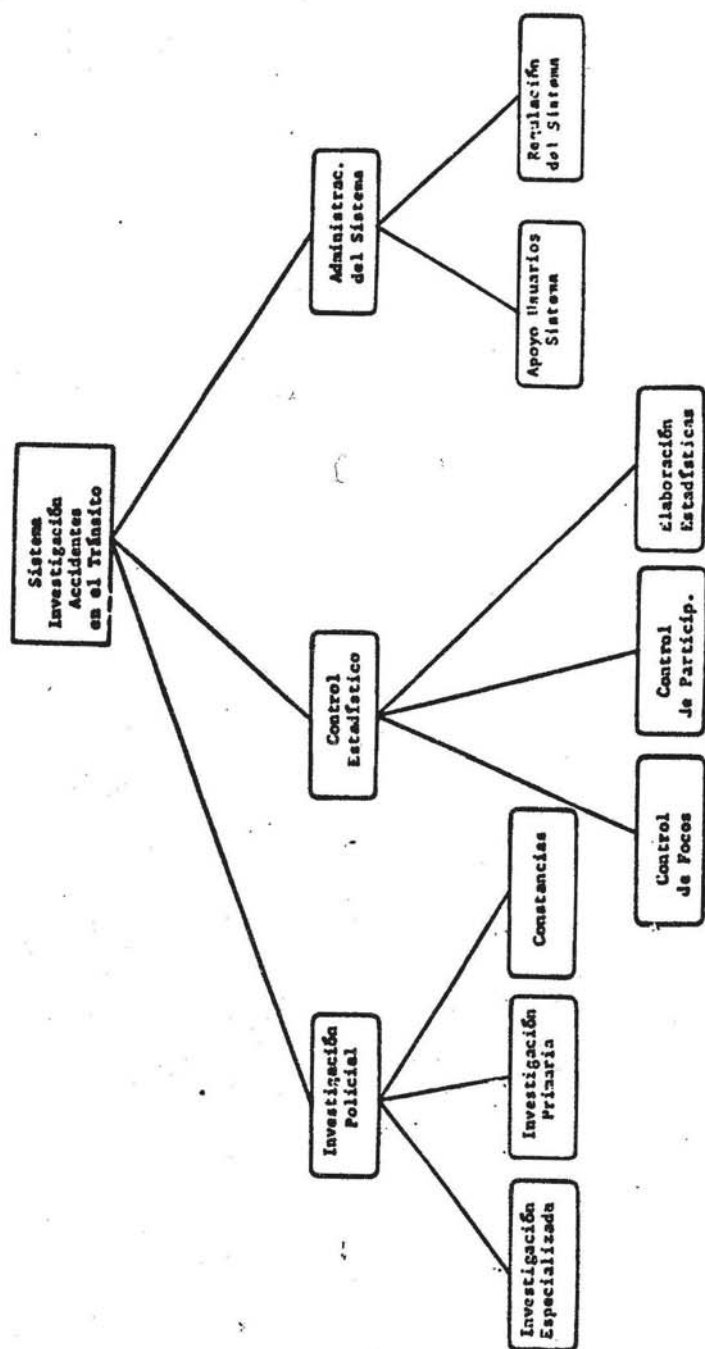 Sistema
Investigación
Accidentes
en el Tránsito
Investigación
Policial
Control
Estadístico
Administrac.
del Sistema
Investigación
Especializada
Investigación
Primaria
Constancias
Control
de Focos
Control
de Particip.
Elaboración
Estadísticas
Apoyo Usuarios
Sistema
Regulación
del Sistema